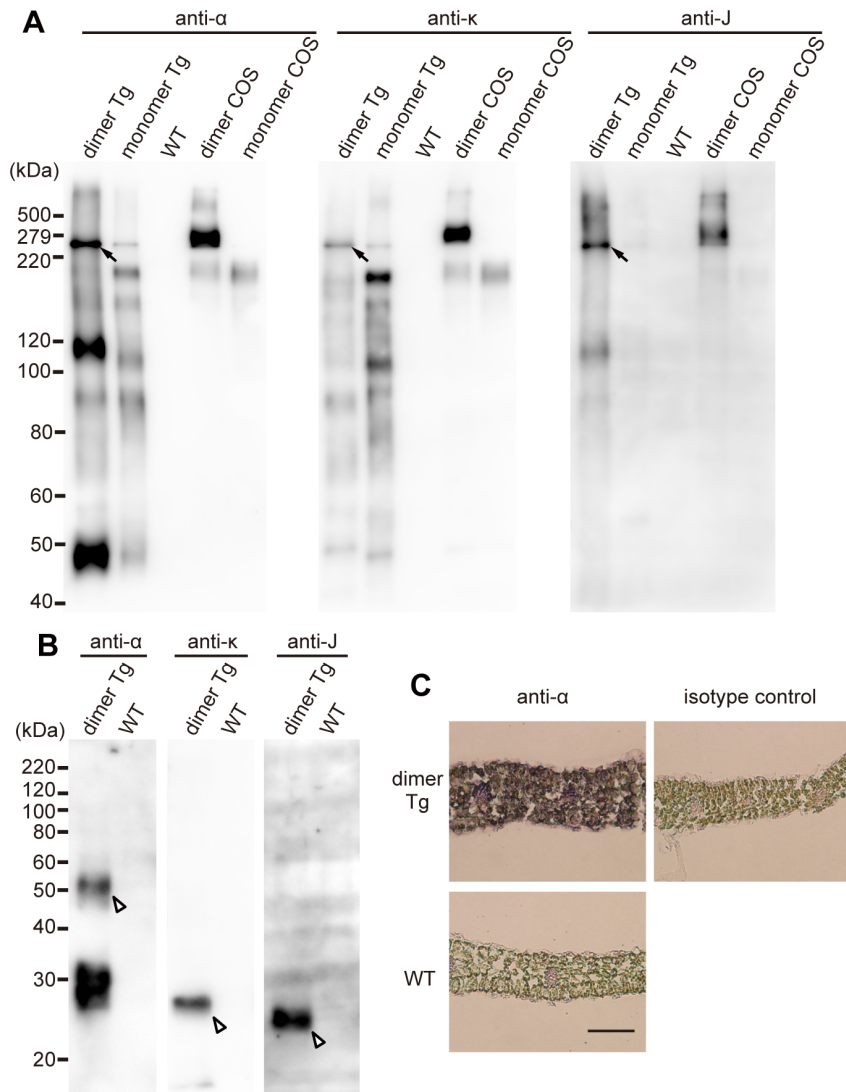 A
anti-α
anti-κ
anti-J
dimer Tg
monomer Tg
WT
dimer COS
monomer COS
dimer Tg
monomer Tg
WT
dimer COS
monomer COS
dimer Tg
monomer Tg
WT
dimer COS
monomer COS
(kDa)
500
279
220
120
100
80
60
50
40
B
anti-α
anti-κ
anti-J
dimer Tg
WT
dimer Tg
WT
dimer Tg
WT
(kDa)
220
120
100
80
60
50
40
30
20
C
anti-α
isotype control
dimer
Tg
WT